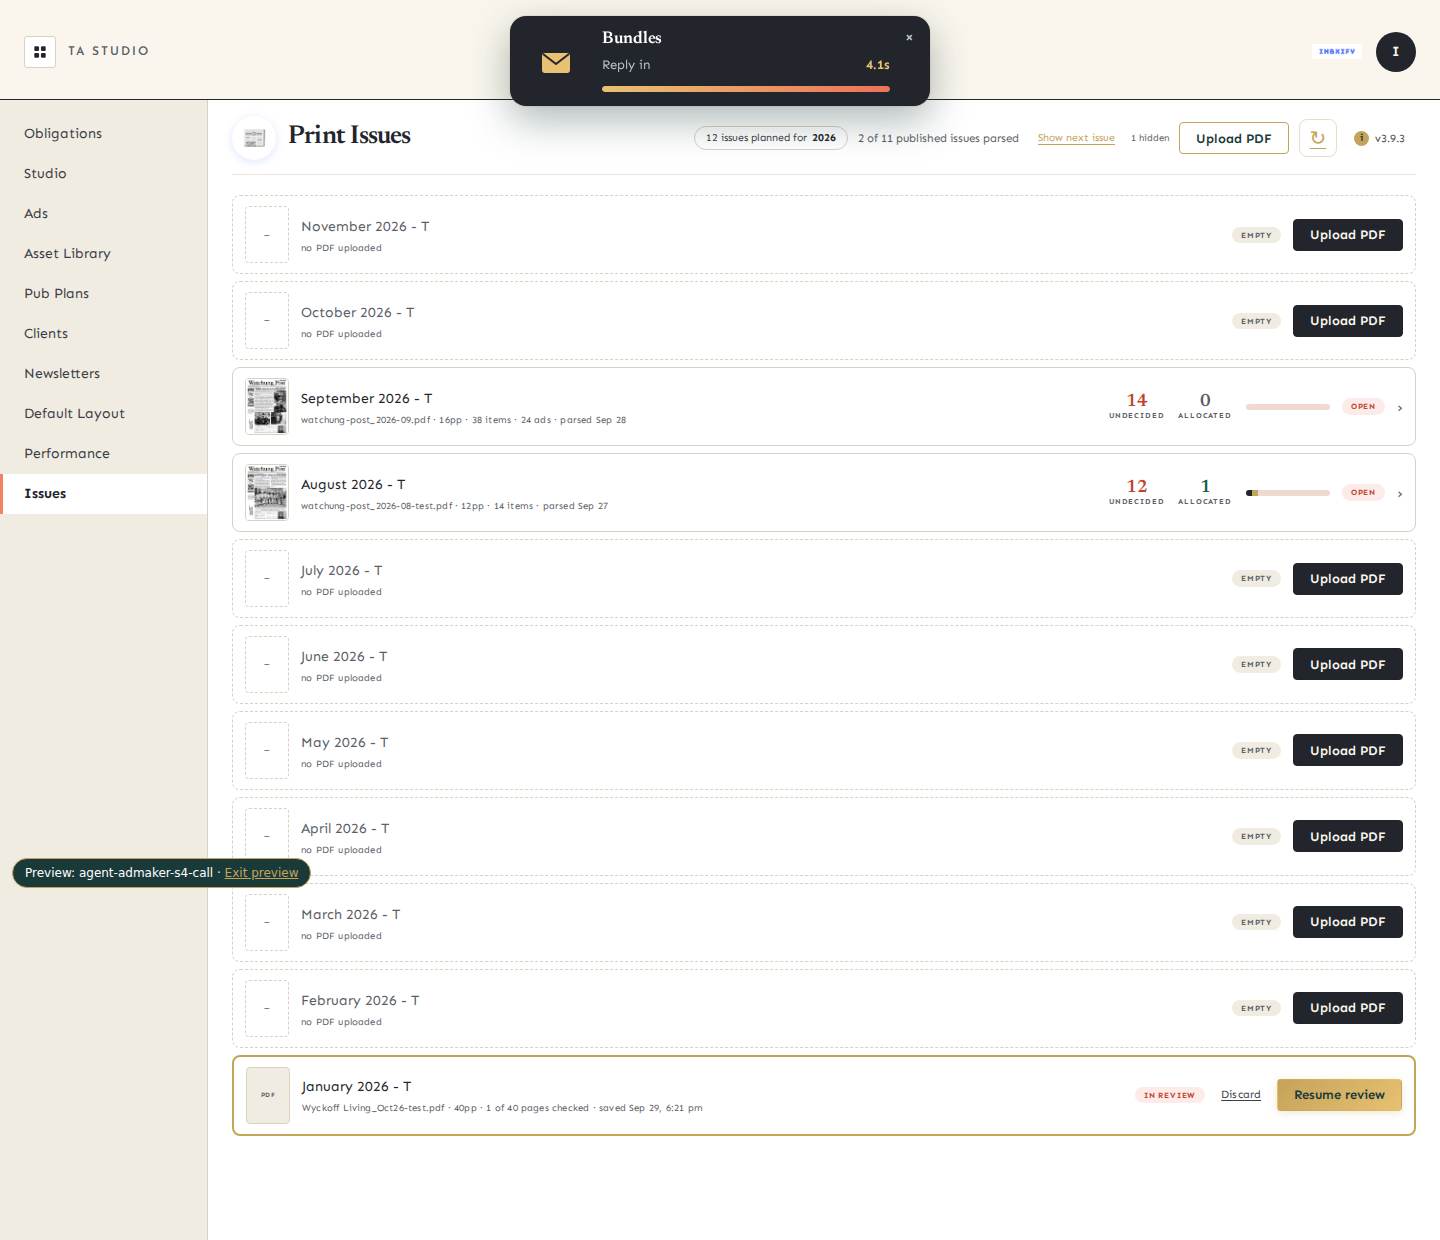 TA STUDIO
Bundles
×
Reply in 4.1s
INBXIFY
I
Obligations
Studio
Ads
Asset Library
Pub Plans
Clients
Newsletters
Default Layout
Performance
Issues
Print Issues
12 issues planned for 2026
2 of 11 published issues parsed
Show next issue
1 hidden
Upload PDF
↻
i v3.9.3
– November 2026 - T
no PDF uploaded
EMPTY
Upload PDF
– October 2026 - T
no PDF uploaded
EMPTY
Upload PDF
Watchung Post
September 2026 - T
watchung-post_2026-09.pdf · 16pp · 38 items · 24 ads · parsed Sep 28
14 UNDECIDED
0 ALLOCATED
OPEN ›
Watchung Post
August 2026 - T
watchung-post_2026-08-test.pdf · 12pp · 14 items · parsed Sep 27
12 UNDECIDED
1 ALLOCATED
OPEN ›
– July 2026 - T
no PDF uploaded
EMPTY
Upload PDF
– June 2026 - T
no PDF uploaded
EMPTY
Upload PDF
– May 2026 - T
no PDF uploaded
EMPTY
Upload PDF
– April 2026 - T
no PDF uploaded
EMPTY
Upload PDF
Preview: agent-admaker-s4-call · Exit preview
– March 2026 - T
no PDF uploaded
EMPTY
Upload PDF
– February 2026 - T
no PDF uploaded
EMPTY
Upload PDF
PDF
January 2026 - T
Wyckoff Living_Oct26-test.pdf · 40pp · 1 of 40 pages checked · saved Sep 29, 6:21 pm
IN REVIEW
Discard
Resume review